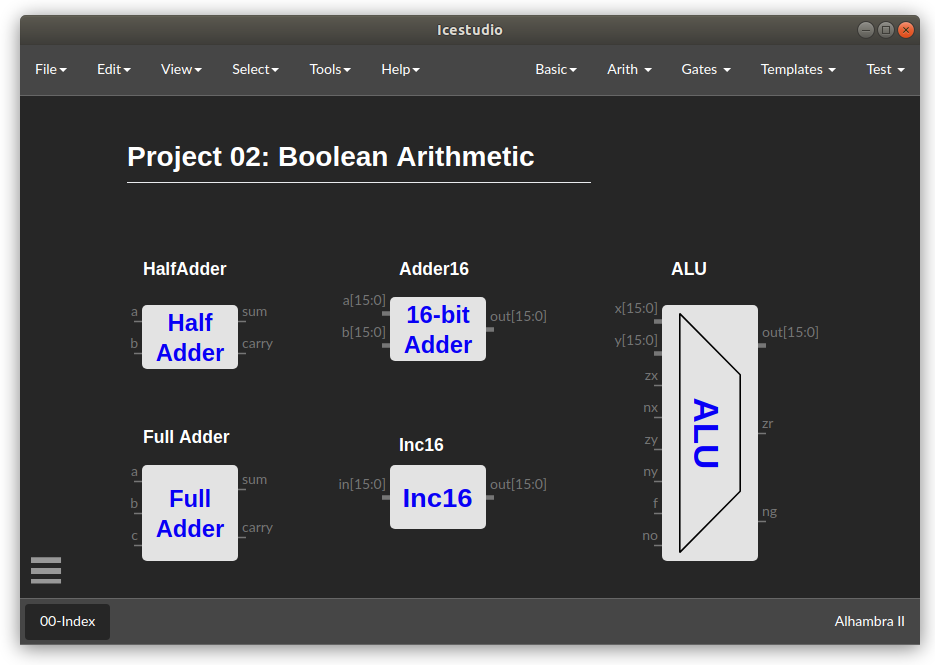 Icestudio
File Edit View Select Tools Help Basic Arith Gates Templates Test
Project 02: Boolean Arithmetic
HalfAdder
a
b
Half
Adder
sum
carry
Adder16
a[15:0]
b[15:0]
16-bit
Adder
out[15:0]
ALU
x[15:0]
y[15:0]
zx
nx
zy
ny
f
no
ALU
out[15:0]
zr
ng
Full Adder
a
b
c
Full
Adder
sum
carry
Inc16
in[15:0]
Inc16
out[15:0]
00-Index
Alhambra II